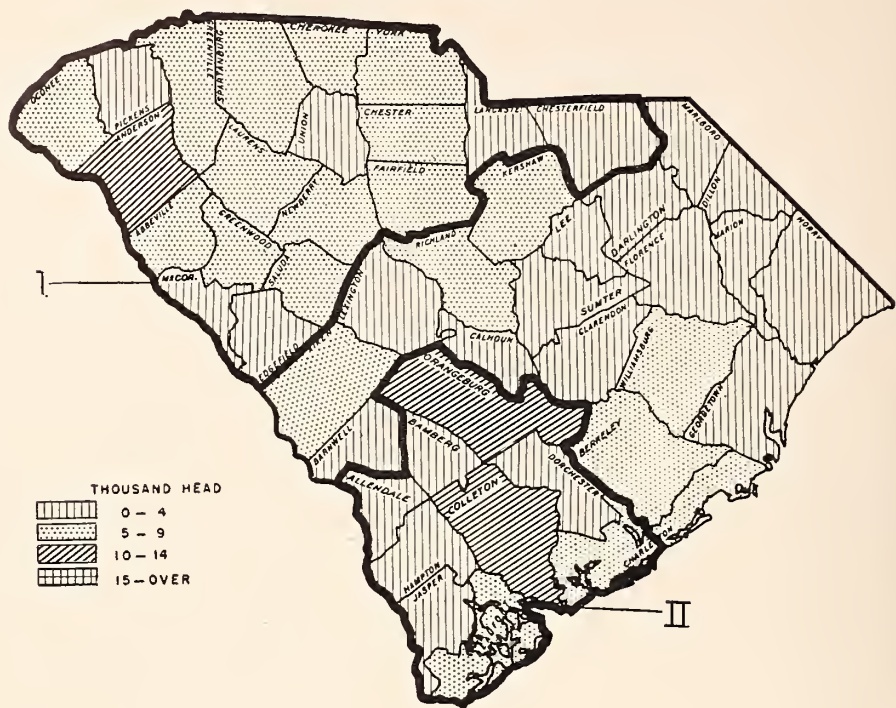 CHEROKEE
YORK
GREENVILLE
SPARTANBURG
OCONEE
PICKENS
ANDERSON
UNION
CHESTER
LANCASTER
CHESTERFIELD
MARLBORO
LAURENS
FAIRFIELD
KERSHAW
DILLON
ABBEVILLE
GREENWOOD
NEWBERRY
LEE
DARLINGTON
FLORENCE
MARION
HORRY
RICHLAND
SALUDA
I
McCOR.
LEXINGTON
SUMTER
CLARENDON
EDGEFIELD
AIKEN
CALHOUN
WILLIAMSBURG
ORANGEBURG
GEORGETOWN
BARNWELL
BAMBERG
BERKELEY
DORCHESTER
ALLENDALE
COLLETON
CHARLESTON
HAMPTON
JASPER
II
THOUSAND HEAD
0 – 4
5 – 9
10 – 14
15 – OVER